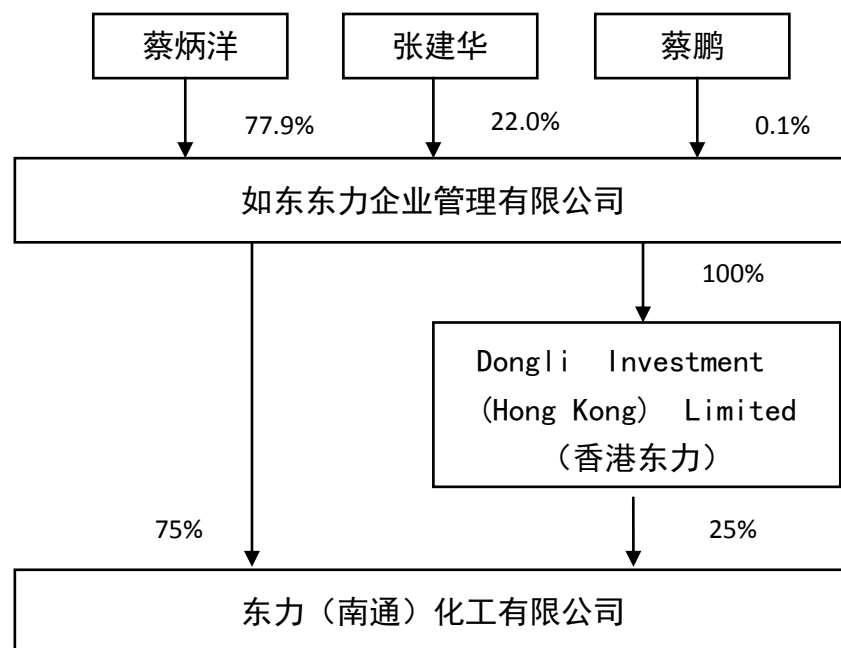 蔡炳洋
张建华
蔡鹏
77.9%
22.0%
0.1%
如东东力企业管理有限公司
100%
Dongli Investment
(Hong Kong) Limited
（香港东力）
75%
25%
东力（南通）化工有限公司